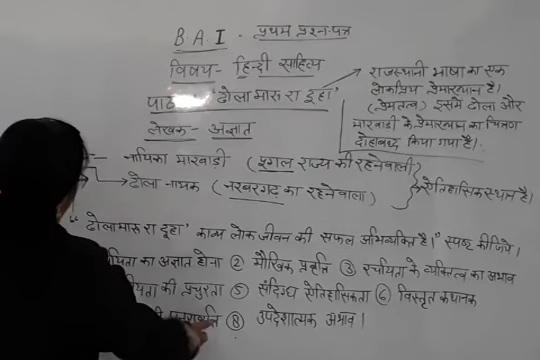 B.A.I. प्रथम प्रश्न-पत्र
विषय- हिन्दी साहित्य
पाठ- "ढोला मारू रा दूहा" → राजस्थानी भाषा का एक
लोकप्रिय प्रेमाख्यान है।
(प्रेमतत्व) इसमें ढोला और
मारवाडी के प्रेमाख्यान का चित्रण
दोहाबद्ध किया गया है।
लेखक- अज्ञात
नायिका मारवाडी (पूगल राज्य की रहनेवाली)
→ ढोला नायक (नरवरगढ़ का रहनेवाला) } ऐतिहासिक स्थान है।
"'ढोला मारू रा दूहा' काव्य लोक जीवन की सफल अभिव्यक्ति है।" स्पष्ट कीजिये।
का अज्ञात होना ② मौखिक प्रवृत्ति ③ रचयिता के व्यक्तित्व का अभाव
की प्रचुरता ⑤ संदिग्ध ऐतिहासिकता ⑥ विस्तृत कथानक
⑧ उपदेशात्मक अभाव।